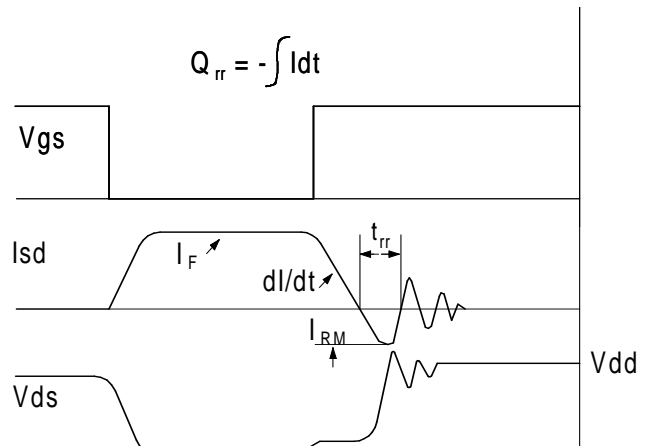 Q rr = - ∫ Idt
Vgs
Isd
I F
dI/dt
t rr
I RM
Vds
Vdd